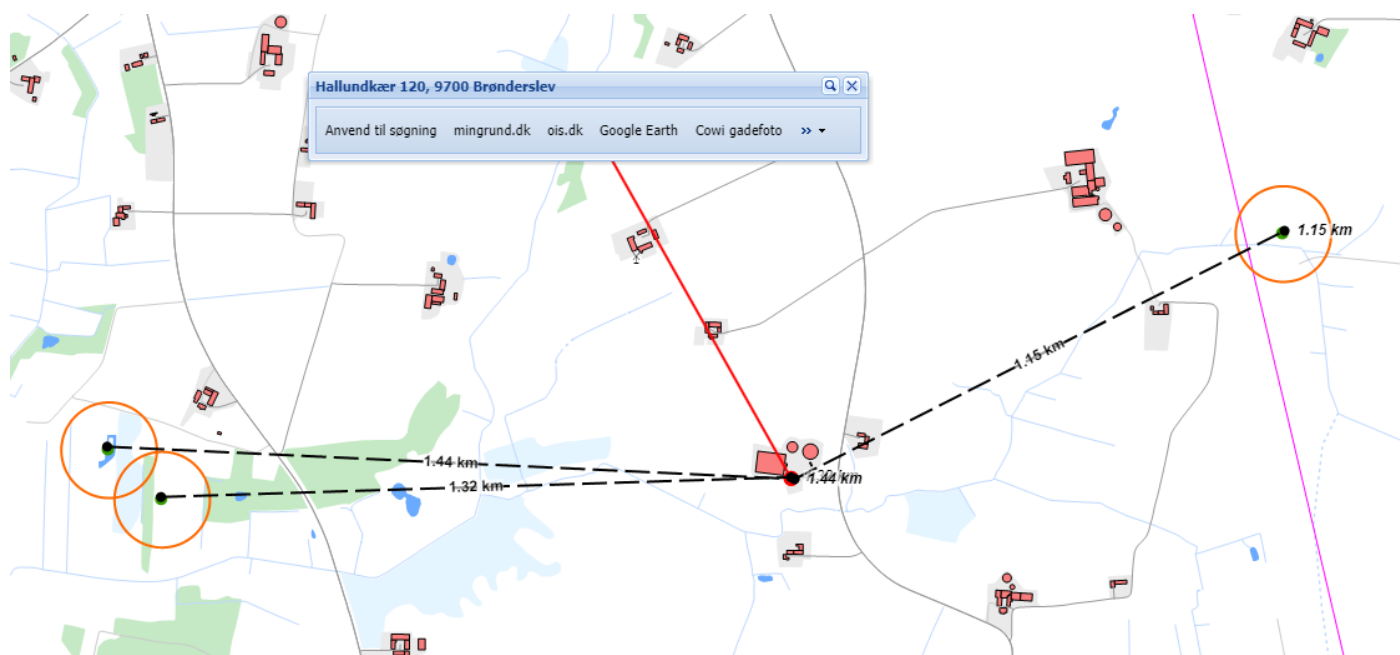 Hallundkær 120, 9700 Brønderslev
Anvend til søgning mingrund.dk ois.dk Google Earth Cowi gadefoto »
1.15 km
1.15 km
1.44 km
1.44 km
1.32 km